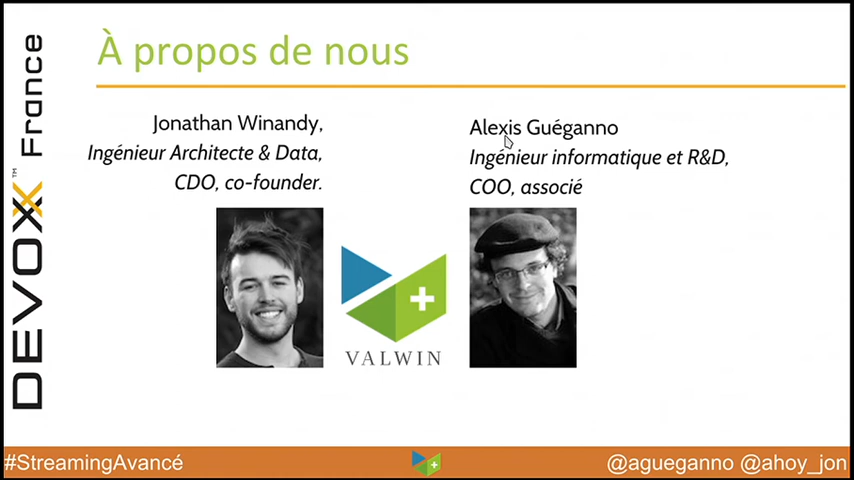 À propos de nous
DEVOXX™ France
Jonathan Winandy,
Ingénieur Architecte & Data,
CDO, co-founder.
Alexis Guéganno
Ingénieur informatique et R&D,
COO, associé
VALWIN
#StreamingAvancé
@agueganno @ahoy_jon